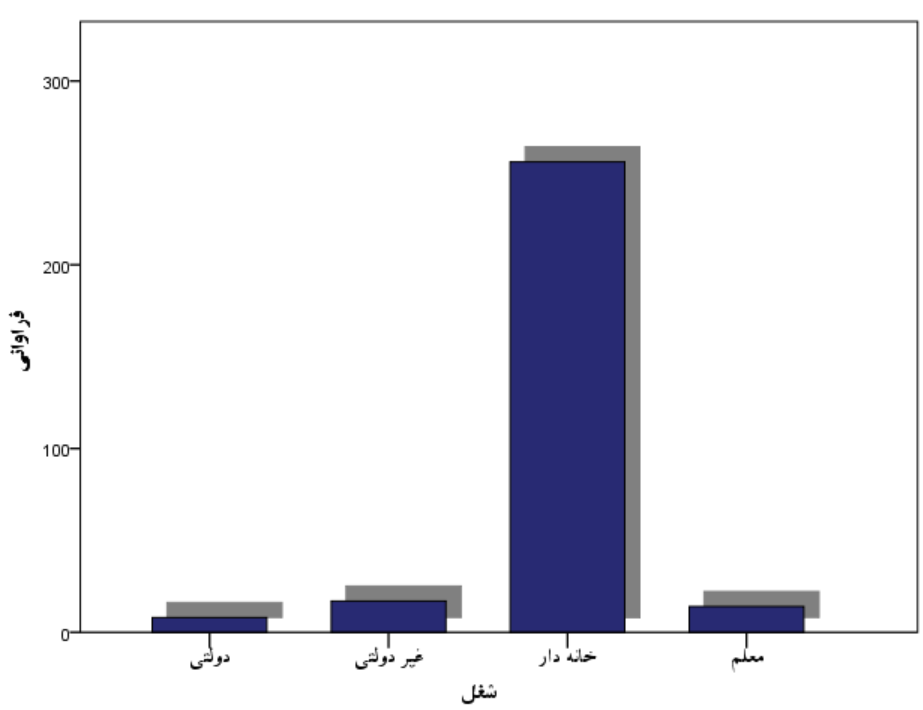 300
200
100
0
فراوانی
دولتی
غیر دولتی
خانه دار
معلم
شغل